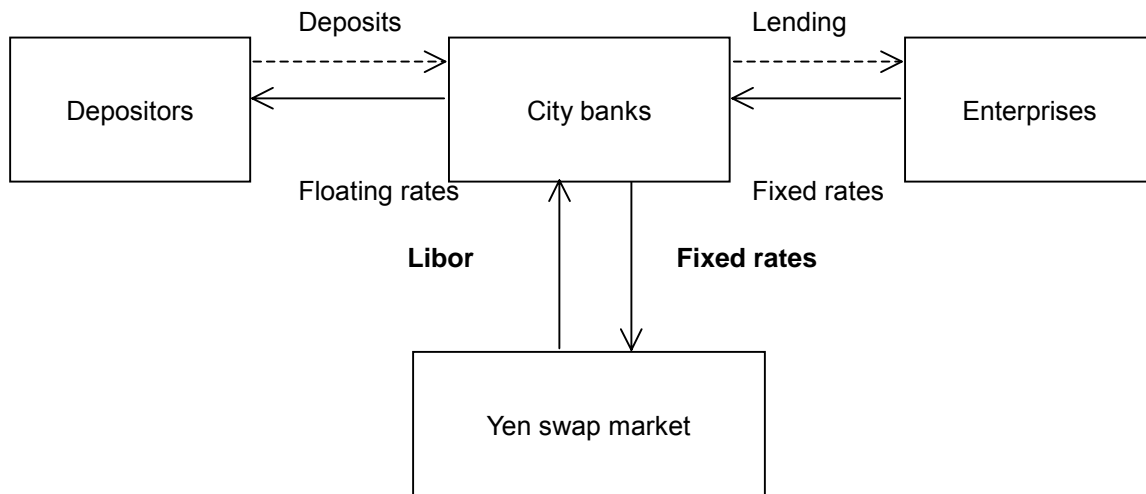 Deposits
Lending
Depositors
City banks
Enterprises
Floating rates
Fixed rates
Libor
Fixed rates
Yen swap market